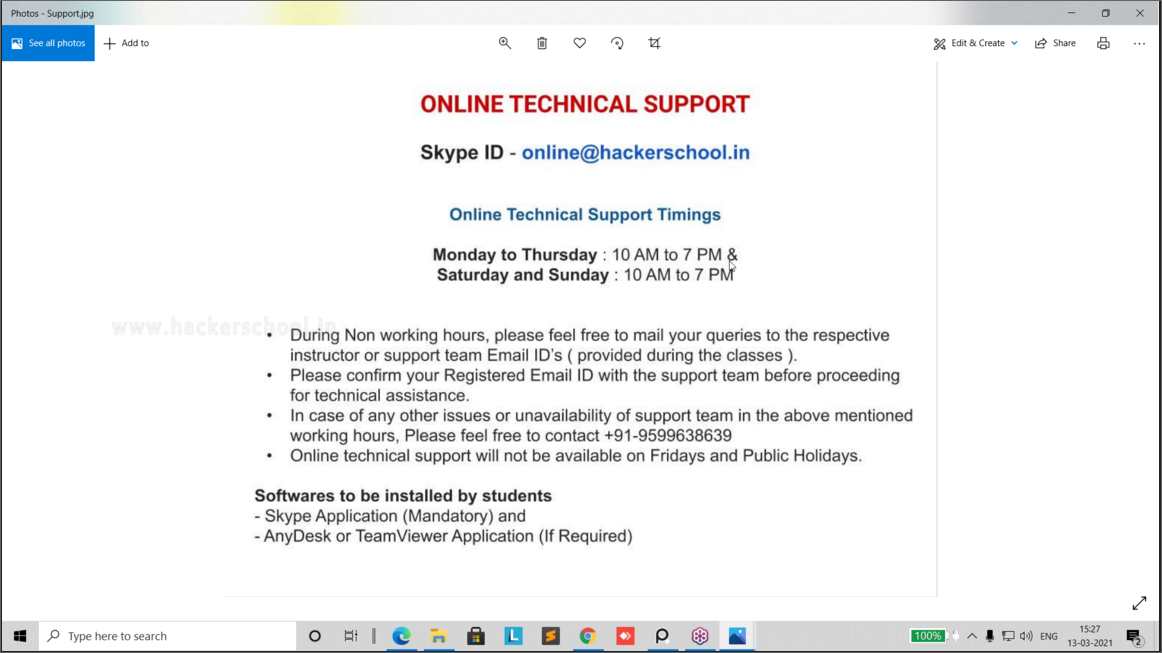 Photos - Support.jpg
See all photos
Add to
Edit & Create
Share
ONLINE TECHNICAL SUPPORT
Skype ID - online@hackerschool.in
Online Technical Support Timings
Monday to Thursday : 10 AM to 7 PM &
Saturday and Sunday : 10 AM to 7 PM
www.hackerschool.in
• During Non working hours, please feel free to mail your queries to the respective
instructor or support team Email ID's ( provided during the classes ).
• Please confirm your Registered Email ID with the support team before proceeding
for technical assistance.
• In case of any other issues or unavailability of support team in the above mentioned
working hours, Please feel free to contact +91-9599638639
• Online technical support will not be available on Fridays and Public Holidays.
Softwares to be installed by students
- Skype Application (Mandatory) and
- AnyDesk or TeamViewer Application (If Required)
Type here to search
L
100%
ENG
15:27
13-03-2021
2